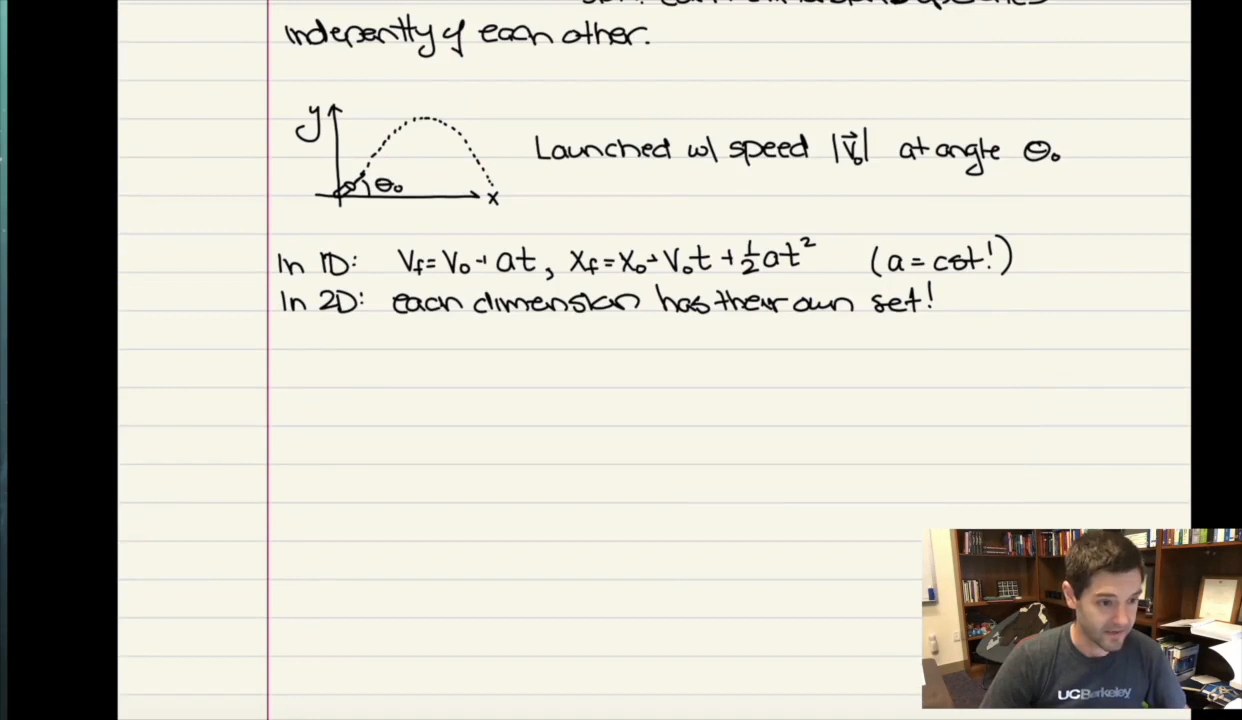 indepently of each other.
y
θ₀
x
Launched w/ speed |v⃗₀| at angle θ₀
In 1D: Vf = V₀ + at, Xf = X₀ + V₀t + ½at² (a = cst!)
In 2D: each dimension has their own set!
UC Berkeley